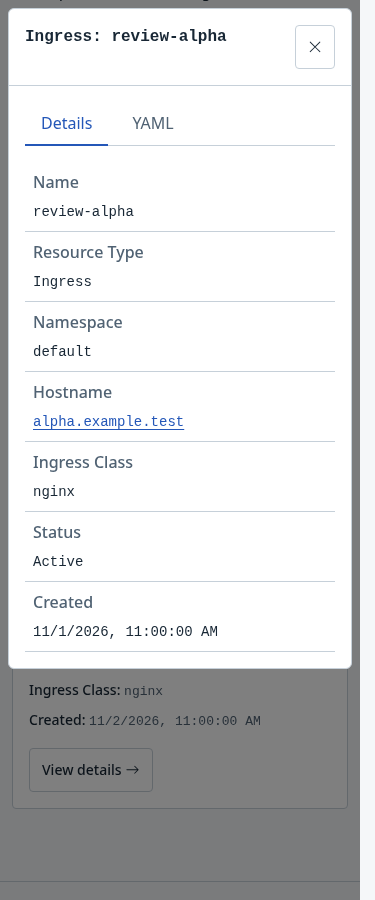 Ingress: review-alpha
Details YAML
Name
review-alpha
Resource Type
Ingress
Namespace
default
Hostname
alpha.example.test
Ingress Class
nginx
Status
Active
Created
11/1/2026, 11:00:00 AM
Ingress Class: nginx
Created: 11/2/2026, 11:00:00 AM
View details →